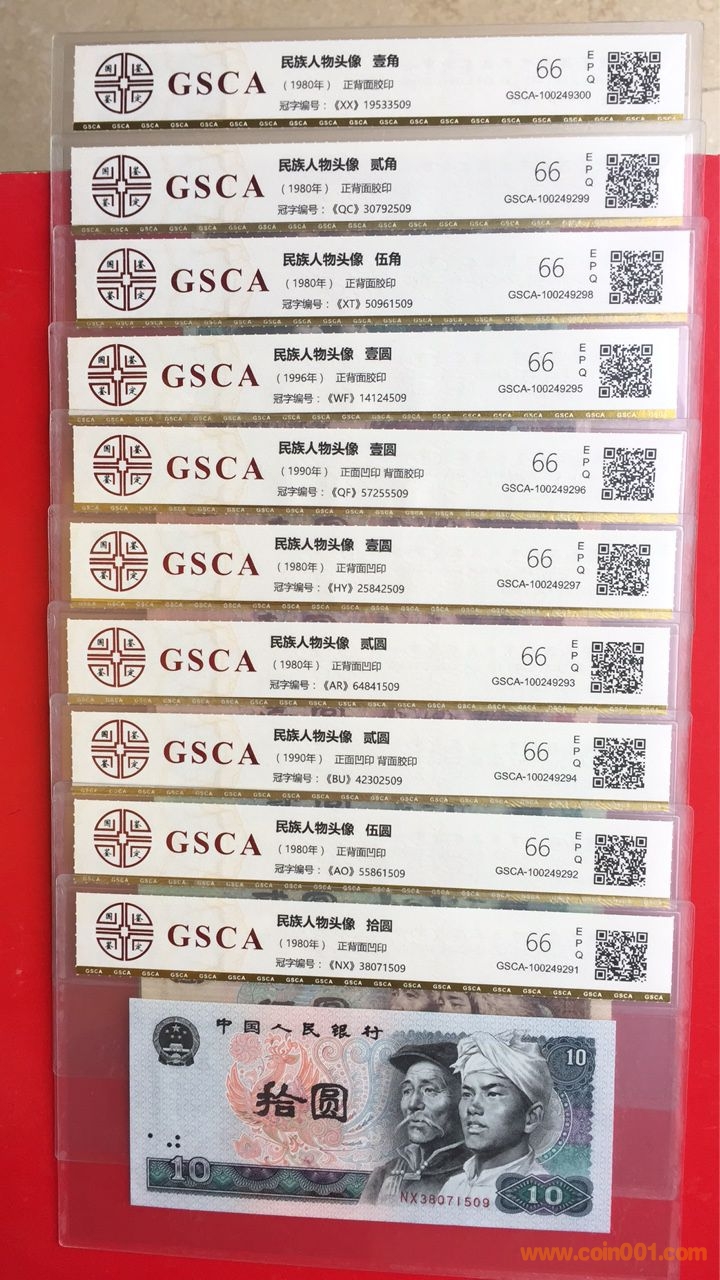 民族人物头像 壹角
GSCA
（1980年） 正背面胶印
冠字编号：《XX》19533509
66
EPQ
GSCA-100249300
民族人物头像 贰角
GSCA
（1980年） 正背面胶印
冠字编号：《QC》30792509
66
EPQ
GSCA-100249299
民族人物头像 伍角
GSCA
（1980年） 正背面胶印
冠字编号：《XT》50961509
66
EPQ
GSCA-100249298
民族人物头像 壹圆
GSCA
（1996年） 正背面胶印
冠字编号：《WF》14124509
66
EPQ
GSCA-100249295
民族人物头像 壹圆
GSCA
（1990年） 正面凹印 背面胶印
冠字编号：《QF》57255509
66
EPQ
GSCA-100249296
民族人物头像 壹圆
GSCA
（1980年） 正背面凹印
冠字编号：《HY》25842509
66
EPQ
GSCA-100249297
民族人物头像 贰圆
GSCA
（1980年） 正背面凹印
冠字编号：《AR》64841509
66
EPQ
GSCA-100249293
民族人物头像 贰圆
GSCA
（1990年） 正面凹印 背面胶印
冠字编号：《BU》42302509
66
EPQ
GSCA-100249294
民族人物头像 伍圆
GSCA
（1980年） 正背面凹印
冠字编号：《AO》55861509
66
EPQ
GSCA-100249292
民族人物头像 拾圆
GSCA
（1980年） 正背面凹印
冠字编号：《NX》38071509
66
EPQ
GSCA-100249291
中国人民银行
10
拾圆
10
NX38071509
10
www.coin001.com